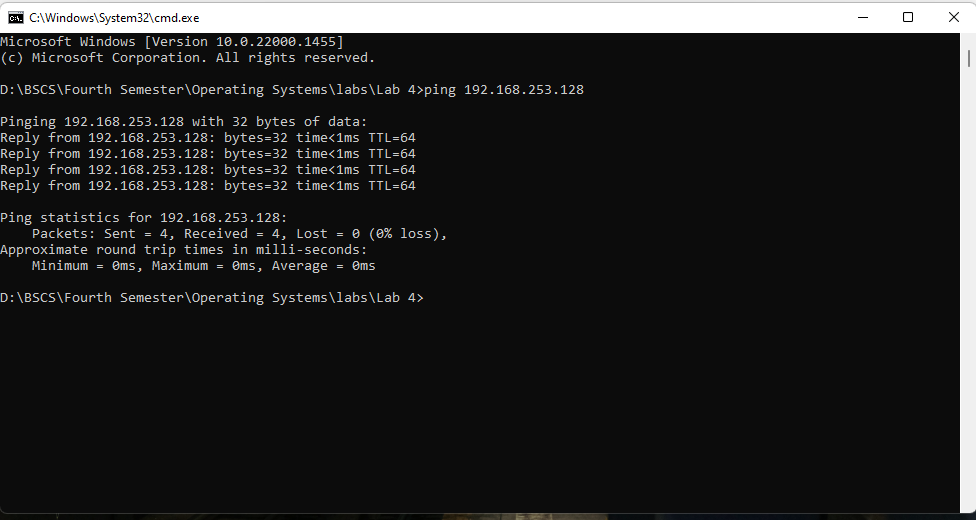 C:\Windows\System32\cmd.exe
Microsoft Windows [Version 10.0.22000.1455]
(c) Microsoft Corporation. All rights reserved.
D:\BSCS\Fourth Semester\Operating Systems\labs\Lab 4>ping 192.168.253.128
Pinging 192.168.253.128 with 32 bytes of data:
Reply from 192.168.253.128: bytes=32 time<1ms TTL=64
Reply from 192.168.253.128: bytes=32 time<1ms TTL=64
Reply from 192.168.253.128: bytes=32 time<1ms TTL=64
Reply from 192.168.253.128: bytes=32 time<1ms TTL=64
Ping statistics for 192.168.253.128:
    Packets: Sent = 4, Received = 4, Lost = 0 (0% loss),
Approximate round trip times in milli-seconds:
    Minimum = 0ms, Maximum = 0ms, Average = 0ms
D:\BSCS\Fourth Semester\Operating Systems\labs\Lab 4>